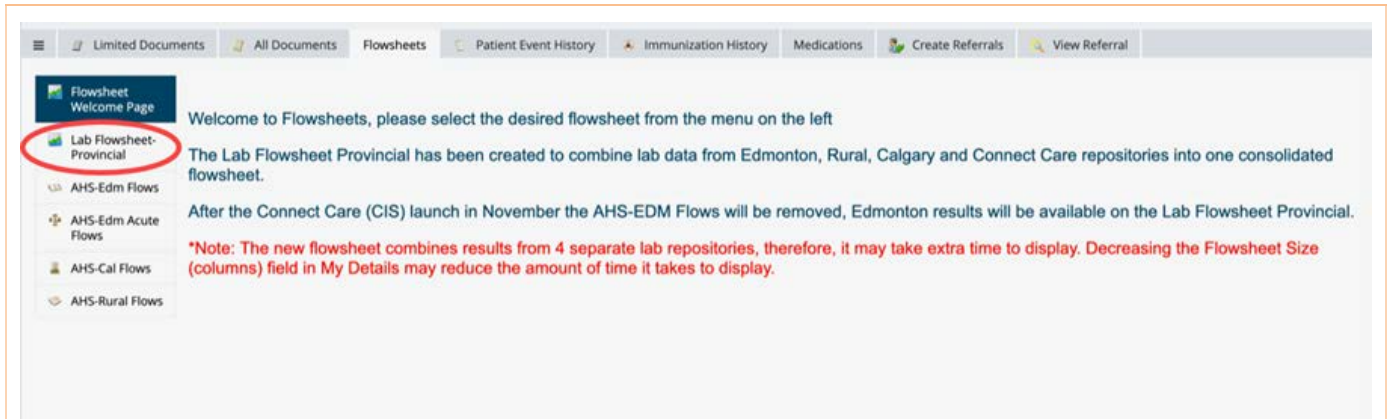 Limited Documents All Documents Flowsheets Patient Event History Immunization History Medications Create Referrals View Referral
Flowsheet
Welcome Page
Lab Flowsheet-
Provincial
AHS-Edm Flows
AHS-Edm Acute
Flows
AHS-Cal Flows
AHS-Rural Flows
Welcome to Flowsheets, please select the desired flowsheet from the menu on the left
The Lab Flowsheet Provincial has been created to combine lab data from Edmonton, Rural, Calgary and Connect Care repositories into one consolidated
flowsheet.
After the Connect Care (CIS) launch in November the AHS-EDM Flows will be removed, Edmonton results will be available on the Lab Flowsheet Provincial.
*Note: The new flowsheet combines results from 4 separate lab repositories, therefore, it may take extra time to display. Decreasing the Flowsheet Size
(columns) field in My Details may reduce the amount of time it takes to display.